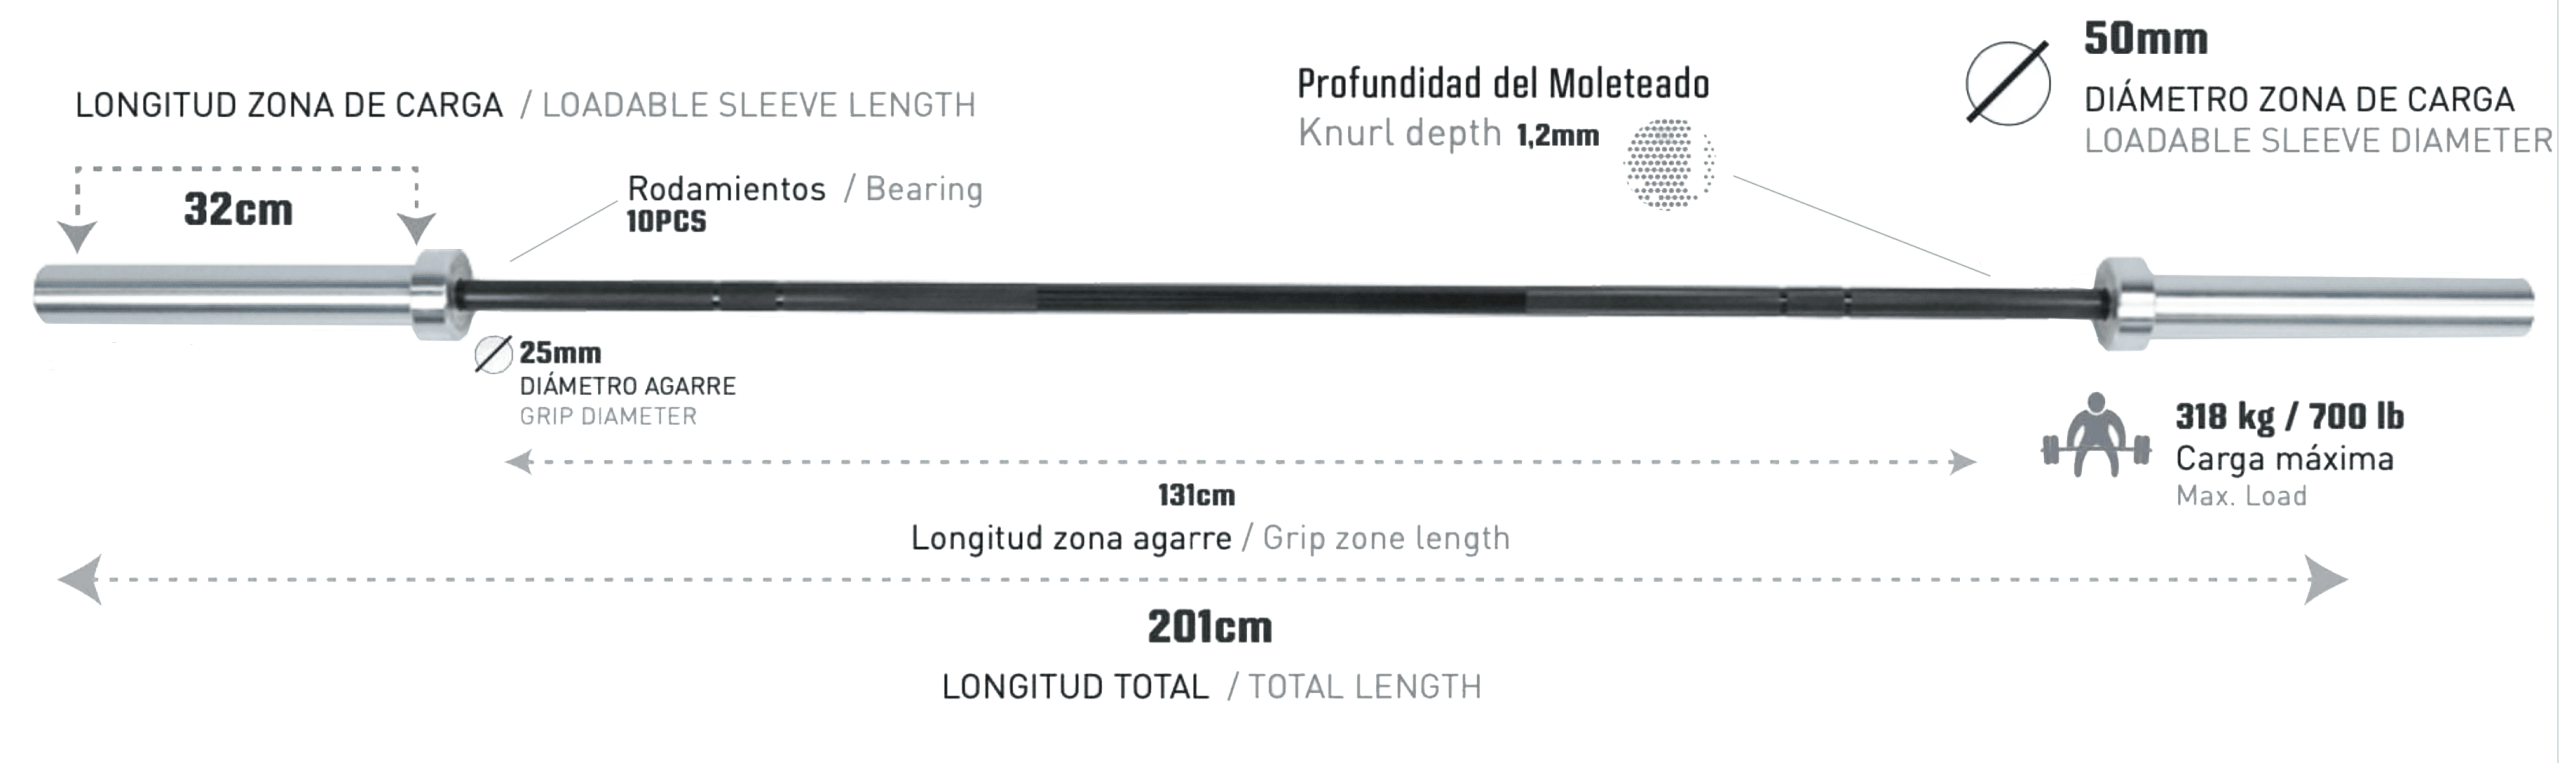 50mm
DIÁMETRO ZONA DE CARGA
LOADABLE SLEEVE DIAMETER
Profundidad del Moleteado
Knurl depth 1,2mm
LONGITUD ZONA DE CARGA / LOADABLE SLEEVE LENGTH
32cm
Rodamientos / Bearing
10PCS
25mm
DIÁMETRO AGARRE
GRIP DIAMETER
318 kg / 700 lb
Carga máxima
Max. Load
131cm
Longitud zona agarre / Grip zone length
201cm
LONGITUD TOTAL / TOTAL LENGTH